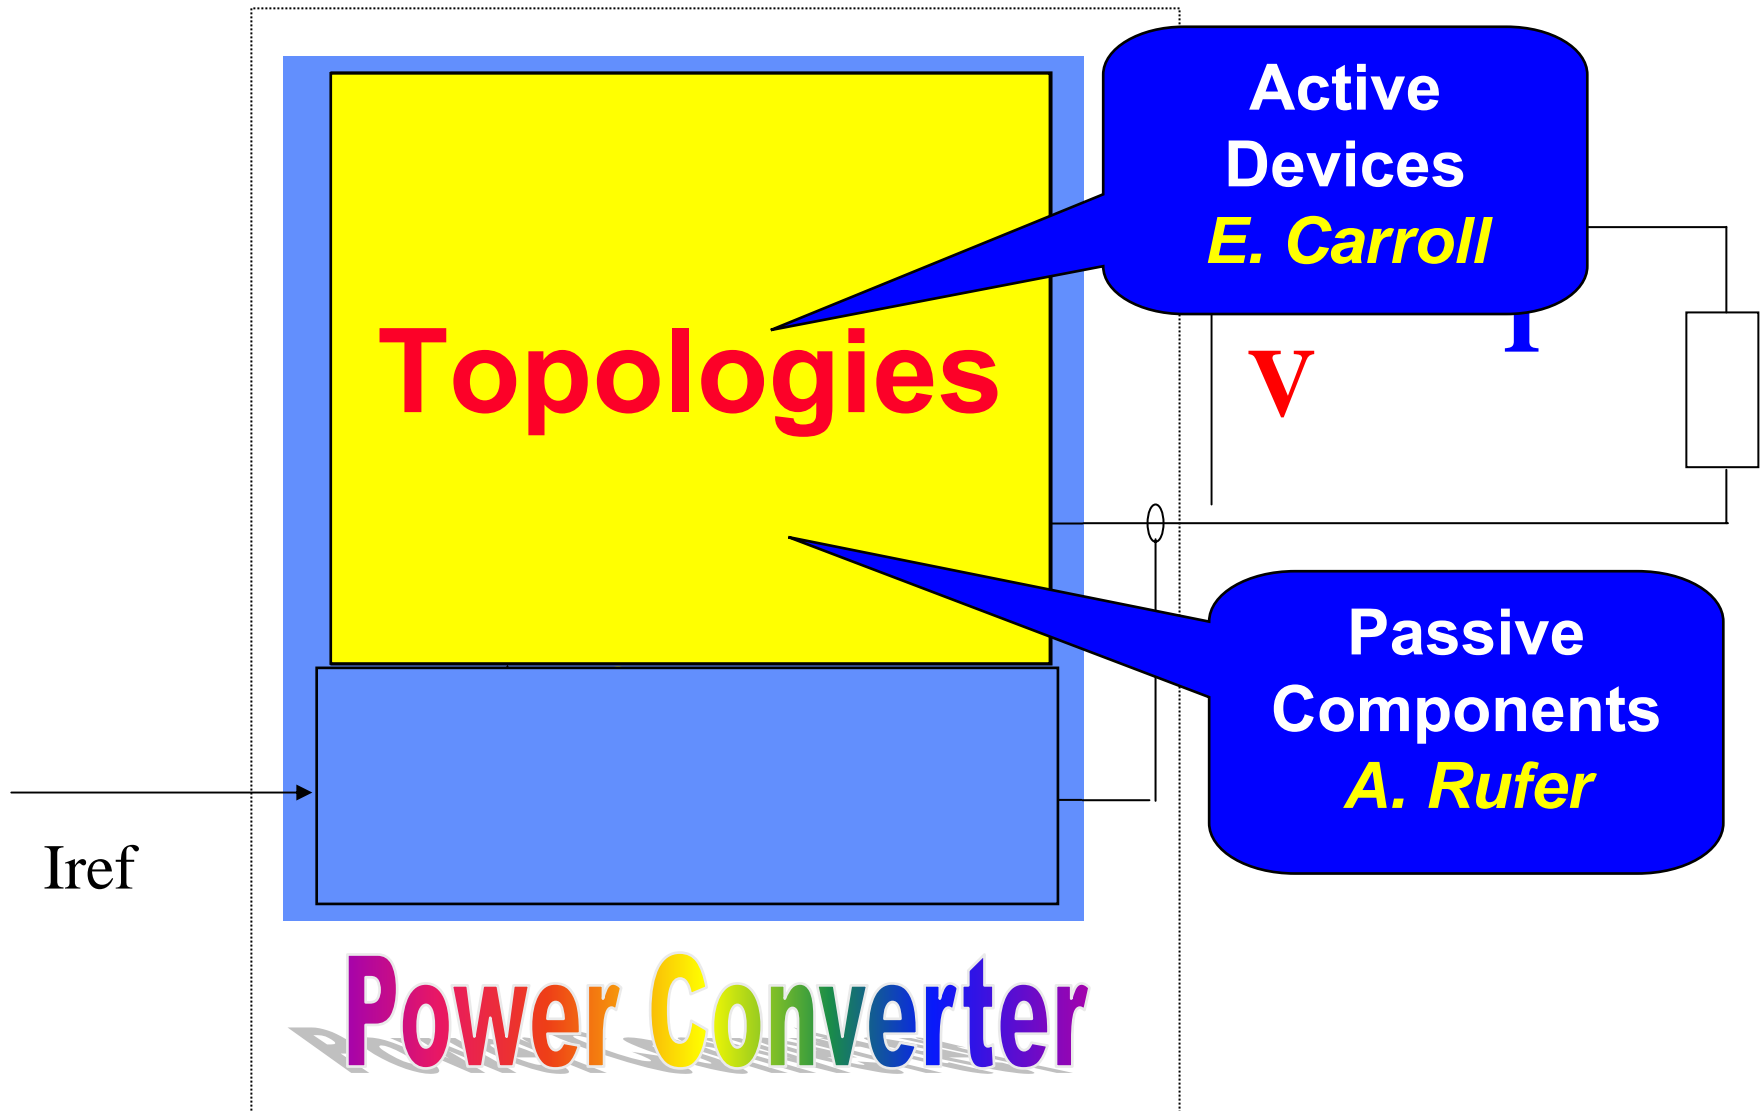 Active
Devices
E. Carroll
Topologies
V
I
Passive
Components
A. Rufer
Iref
Power Converter